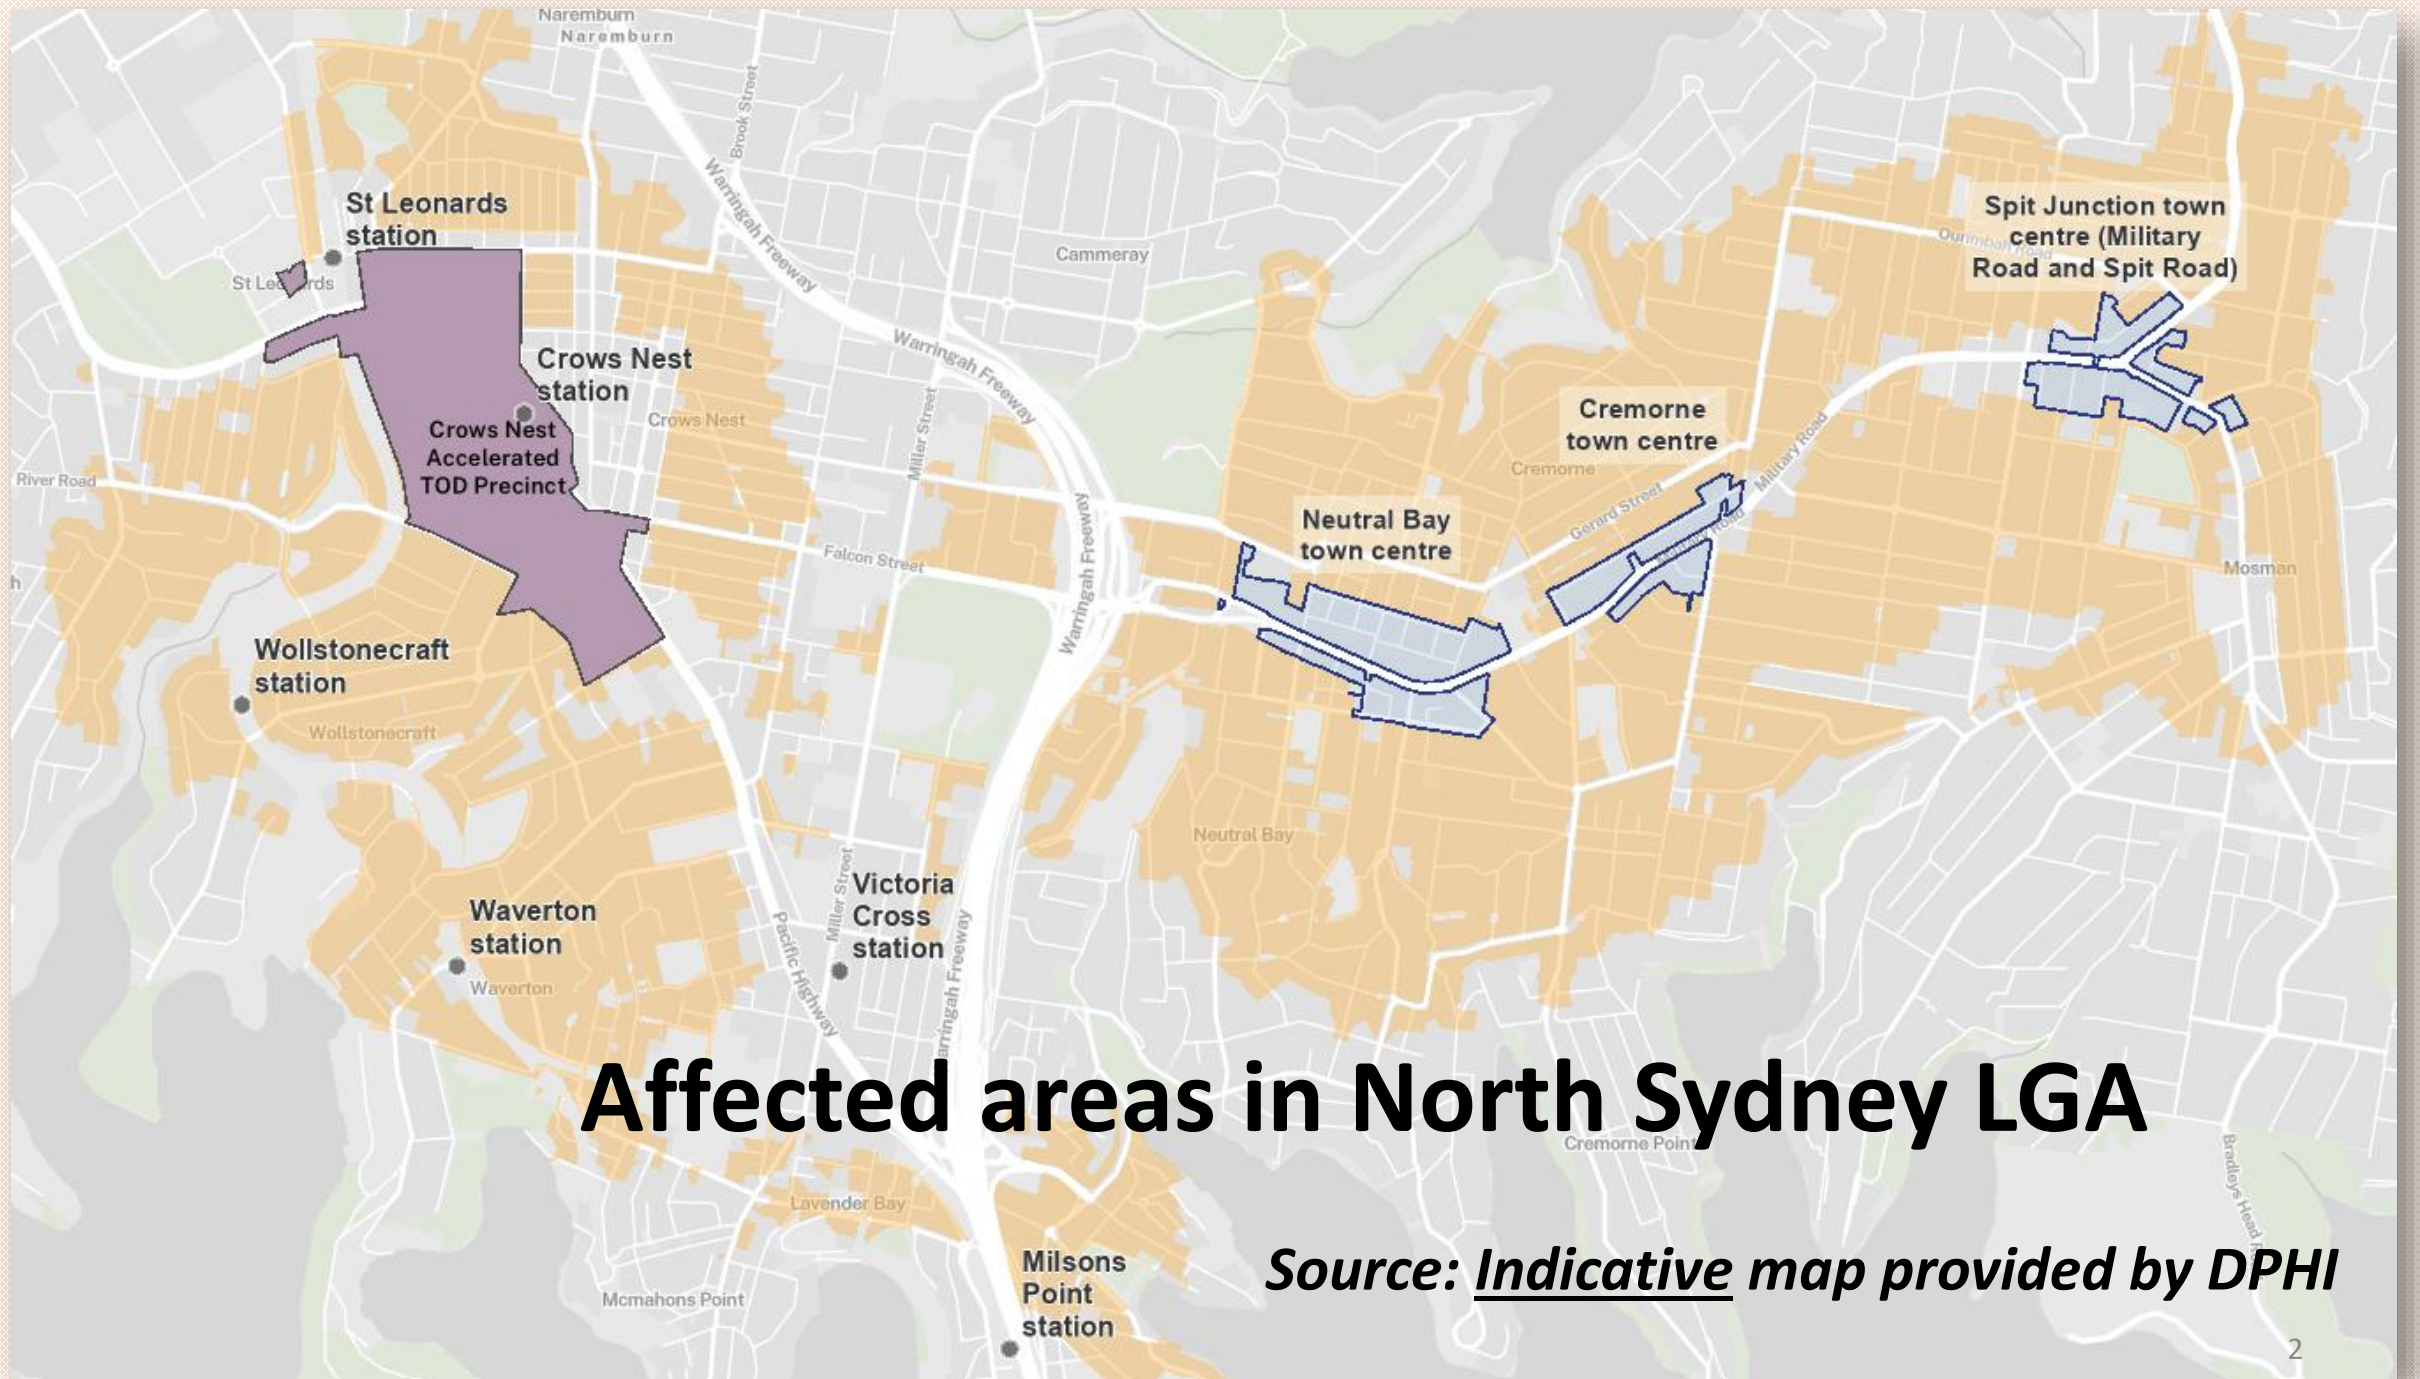 Naremburn
Naremburn
Brook Street
Warringah Freeway
St Leonards
station
Cammeray
Spit Junction town
centre (Military
Road and Spit Road)
Warringah Freeway
Crows Nest
station
Crows Nest
Crows Nest
Accelerated
TOD Precinct
River Road
Miller Street
Cremorne
town centre
Cremorne
Military Road
Gerard Street
Neutral Bay
town centre
Falcon Street
Warringah Freeway
Warringah Freeway
Mosman
Wollstonecraft
station
Wollstonecraft
Neutral Bay
Victoria
Cross
station
Miller Street
Pacific Highway
Waverton
station
Waverton
Affected areas in North Sydney LGA
Cremorne Point
Bradleys Head
Lavender Bay
Milsons
Point
station
Mcmahons Point
Source: Indicative map provided by DPHI
2